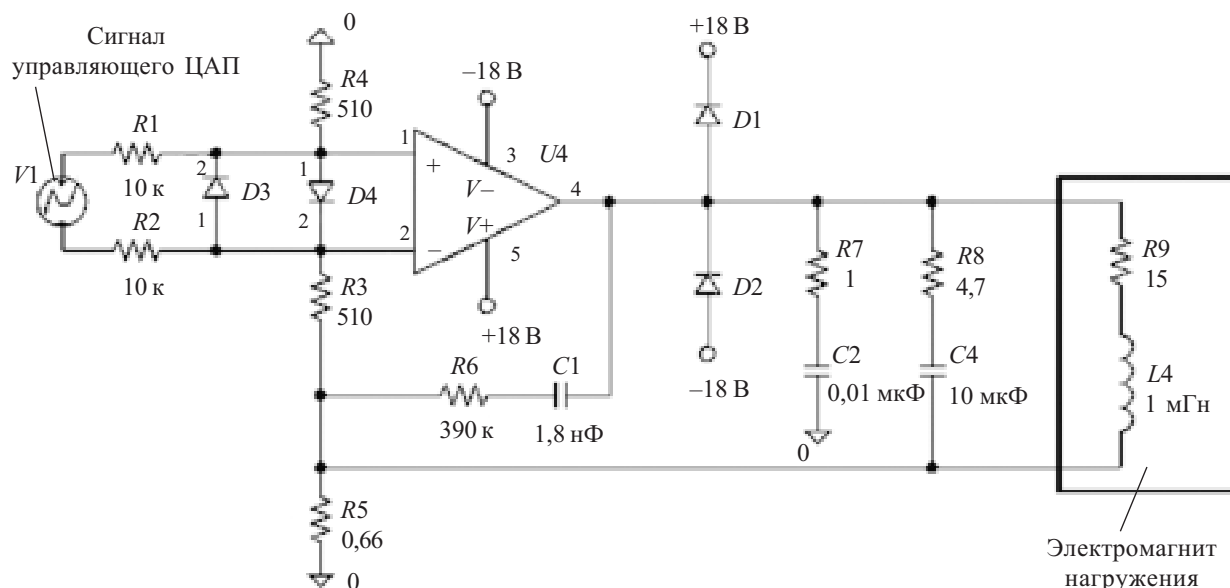 0
+18 В
Сигнал
управляющего ЦАП
–18 В
R4
510
D1
R1
1
3
U4
V1
2
1
+
4
10 к
D3
D4
V–
R2
1
2
V+
2
–
5
R7
1
R8
4,7
R9
15
10 к
R3
510
D2
+18 В
R6
C1
C2
0,01 мкФ
C4
10 мкФ
L4
1 мГн
–18 В
390 к
1,8 нФ
0
R5
0,66
0
Электромагнит
нагружения